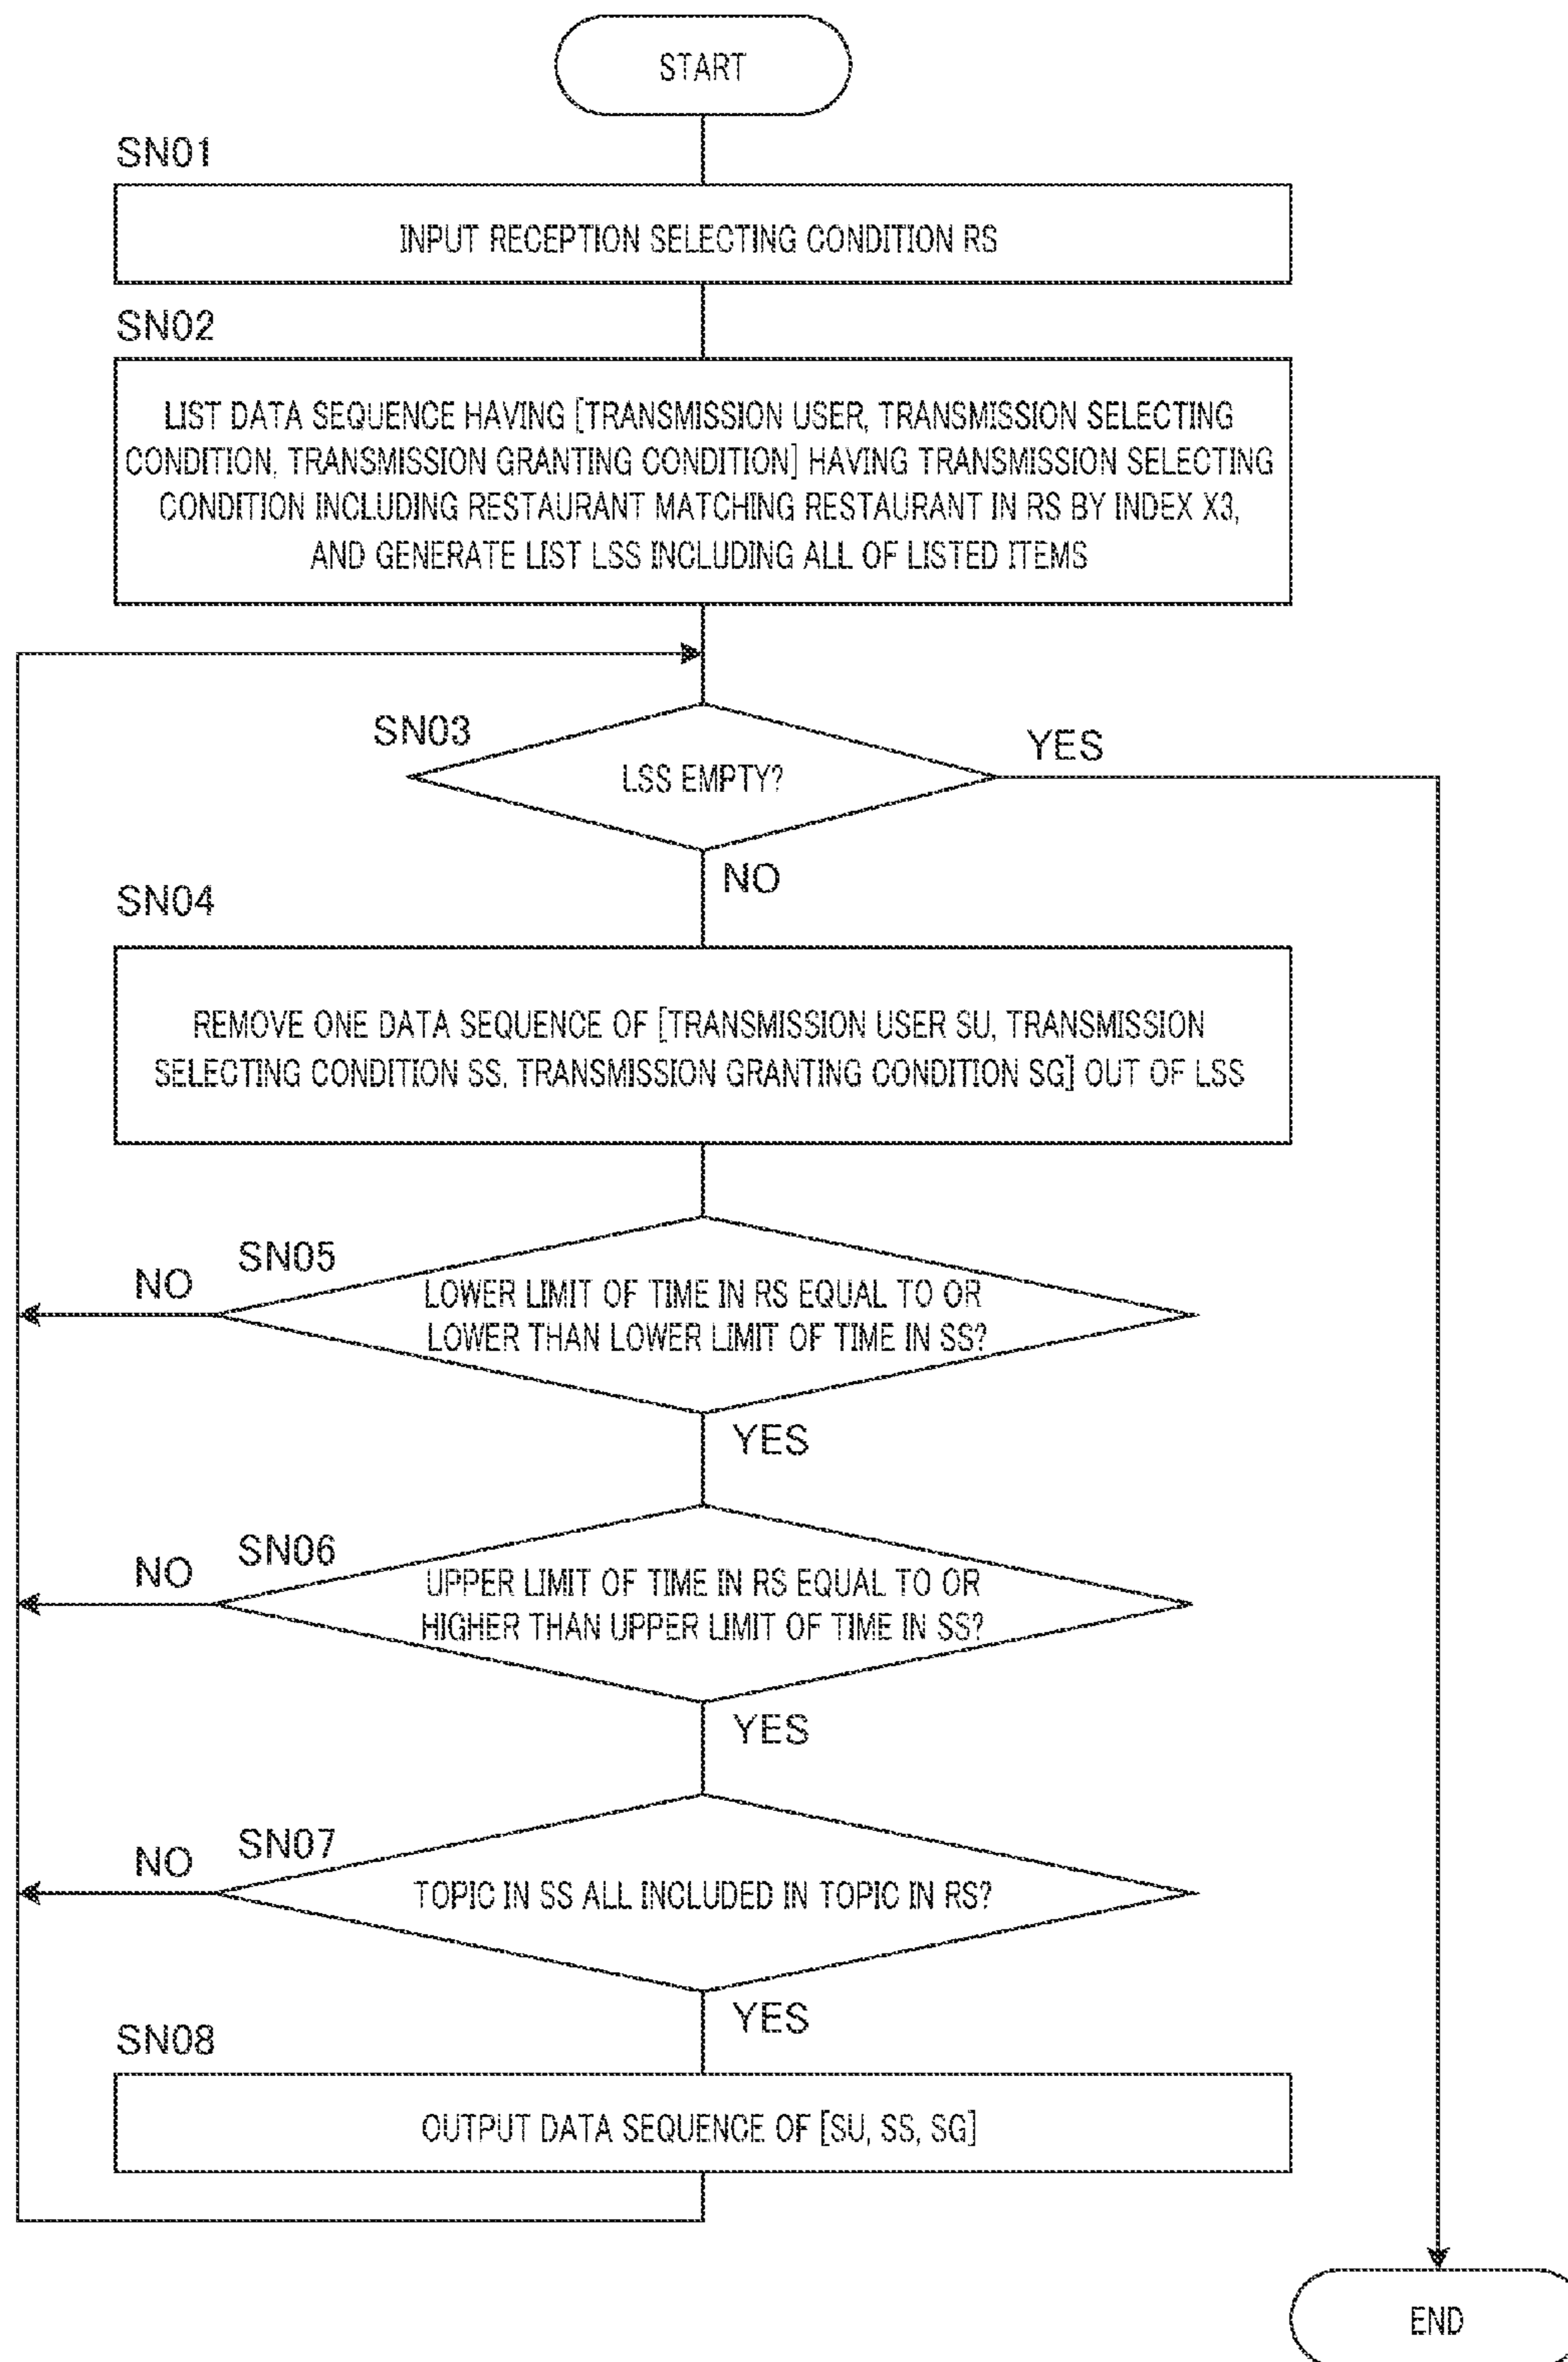 START
SN01
INPUT RECEPTION SELECTING CONDITION RS
SN02
LIST DATA SEQUENCE HAVING [TRANSMISSION USER, TRANSMISSION SELECTING
CONDITION, TRANSMISSION GRANTING CONDITION] HAVING TRANSMISSION SELECTING
CONDITION INCLUDING RESTAURANT MATCHING RESTAURANT IN RS BY INDEX X3,
AND GENERATE LIST LSS INCLUDING ALL OF LISTED ITEMS
SN03
LSS EMPTY?
YES
NO
SN04
REMOVE ONE DATA SEQUENCE OF [TRANSMISSION USER SU, TRANSMISSION
SELECTING CONDITION SS, TRANSMISSION GRANTING CONDITION SG] OUT OF LSS
SN05
NO
LOWER LIMIT OF TIME IN RS EQUAL TO OR
LOWER THAN LOWER LIMIT OF TIME IN SS?
YES
SN06
NO
UPPER LIMIT OF TIME IN RS EQUAL TO OR
HIGHER THAN UPPER LIMIT OF TIME IN SS?
YES
SN07
NO
TOPIC IN SS ALL INCLUDED IN TOPIC IN RS?
YES
SN08
OUTPUT DATA SEQUENCE OF [SU, SS, SG]
END